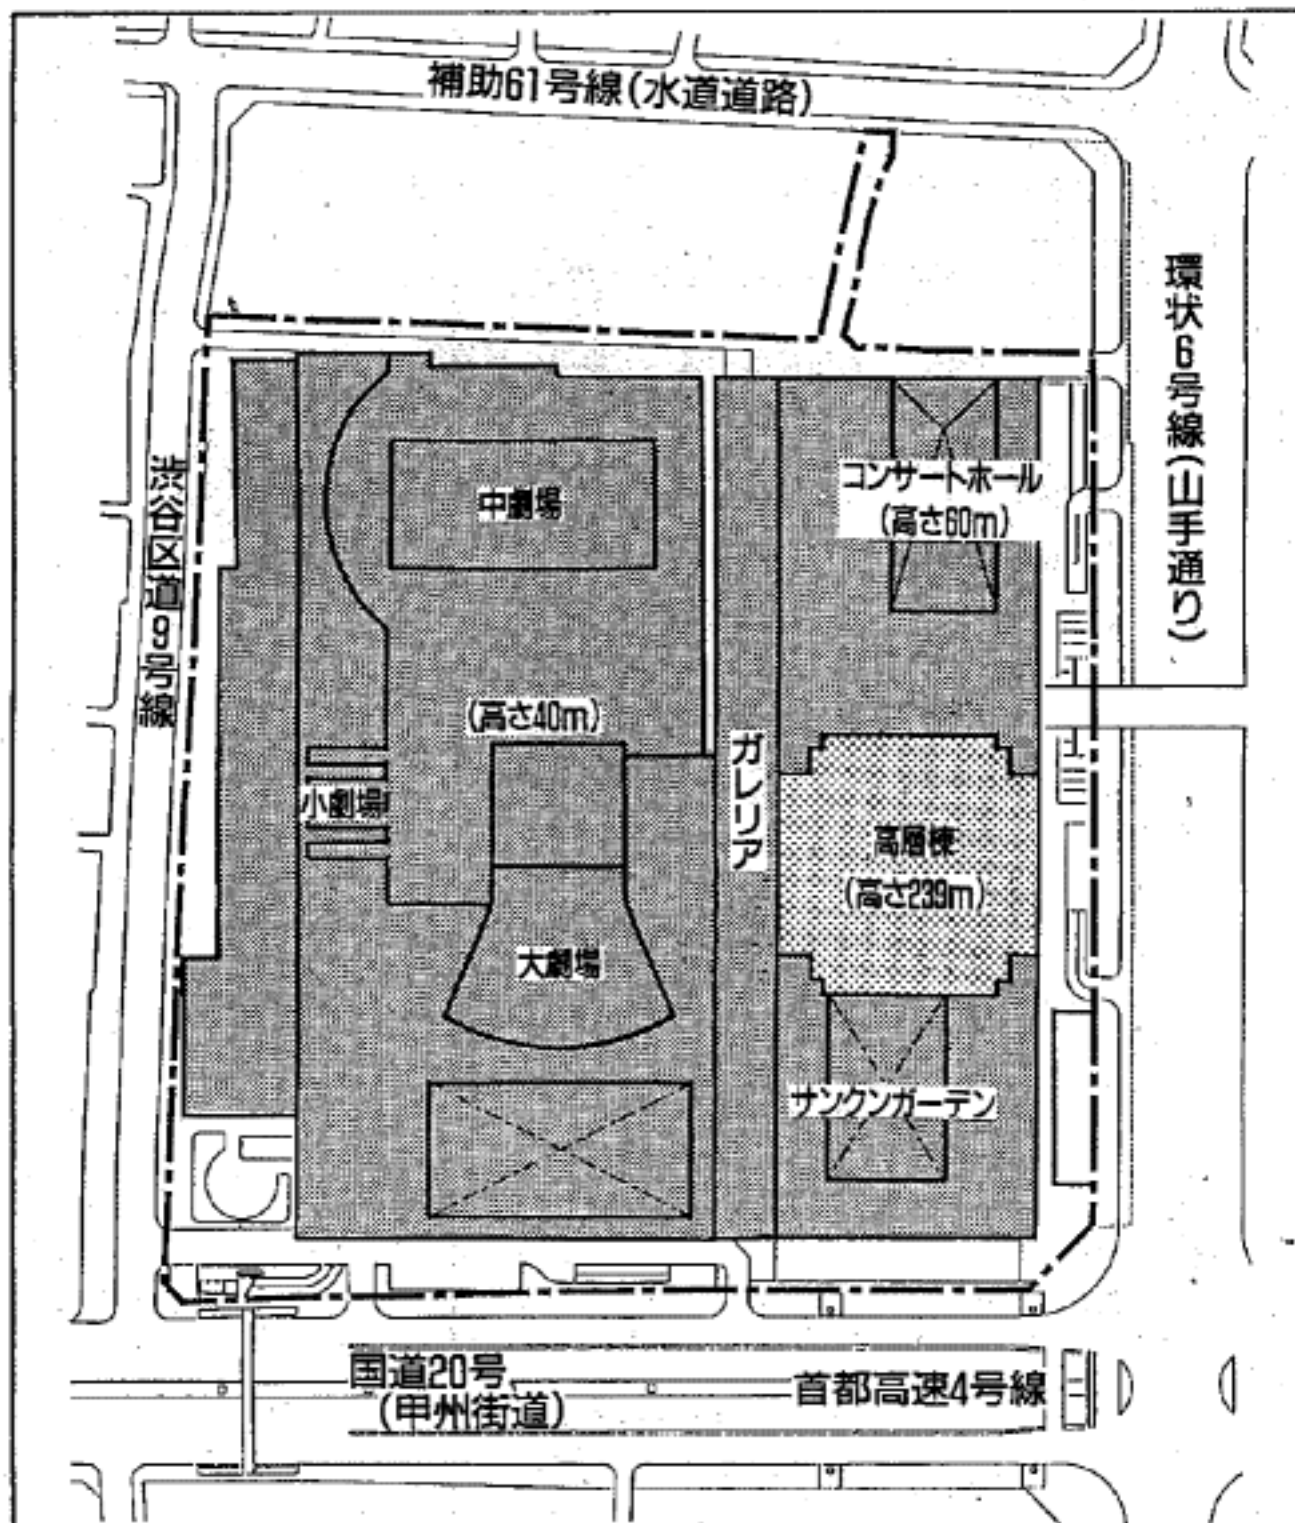 補助61号線(水道道路)
環状6号線(山手通り)
渋谷区道9号線
中劇場
コンサートホール
(高さ60m)
(高さ40m)
小劇場
ガレリア
高層棟
(高さ239m)
大劇場
サンクンガーデン
国道20号
(甲州街道)
首都高速4号線